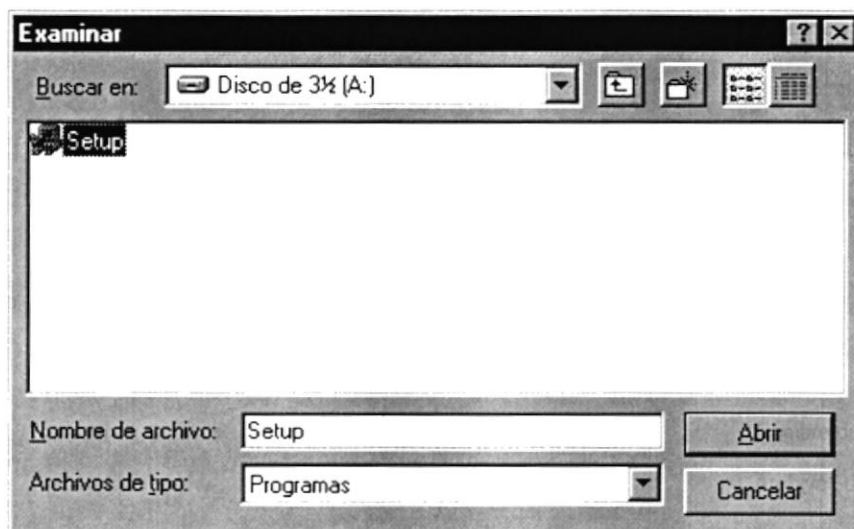 Examinar
Buscar en: Disco de 3½ (A:)
Setup
Nombre de archivo: Setup Abrir
Archivos de tipo: Programas Cancelar